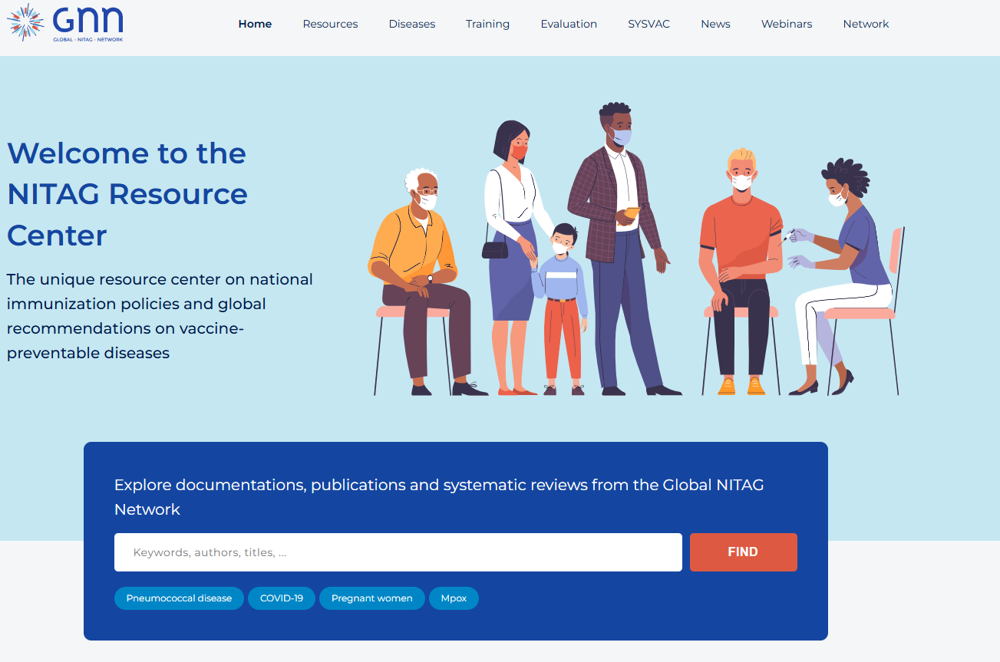 Gnn
GLOBAL - NITAG - NETWORK
Home
Resources
Diseases
Training
Evaluation
SYSVAC
News
Webinars
Network
Welcome to the
NITAG Resource
Center
The unique resource center on national
immunization policies and global
recommendations on vaccine-
preventable diseases
Explore documentations, publications and systematic reviews from the Global NITAG
Network
Keywords, authors, titles, ...
FIND
Pneumococcal disease
COVID-19
Pregnant women
Mpox